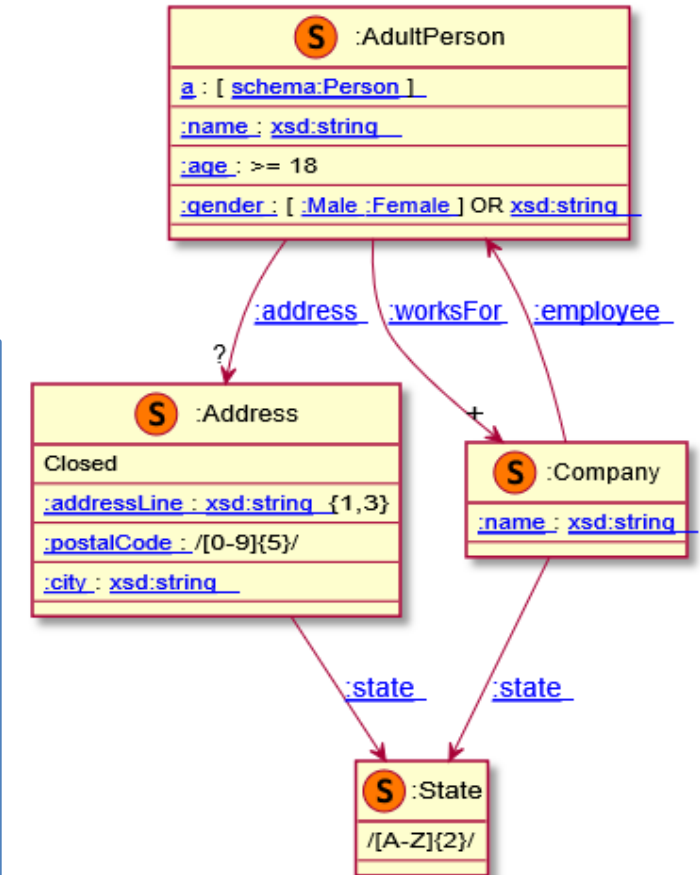 S :AdultPerson
a : [ schema:Person ]
:name : xsd:string
:age : >= 18
:gender : [ :Male :Female ] OR xsd:string
:address :worksFor :employee
?
+
S :Address
Closed
:addressLine : xsd:string {1,3}
:postalCode : /[0-9]{5}/
:city : xsd:string
S :Company
:name : xsd:string
:state :state
S :State
/[A-Z]{2}/